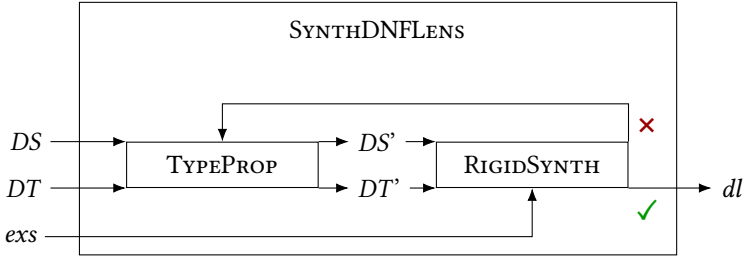 SYNTHDNFLENS
DS DS’
TYPEPROP RIGIDSYNTH
DT DT’ dl
exs